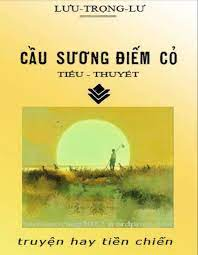 LƯU-TRỌNG-LƯ
CẦU SƯƠNG ĐIẾM CỎ
TIỂU - THUYẾT
truyện hay tiền chiến